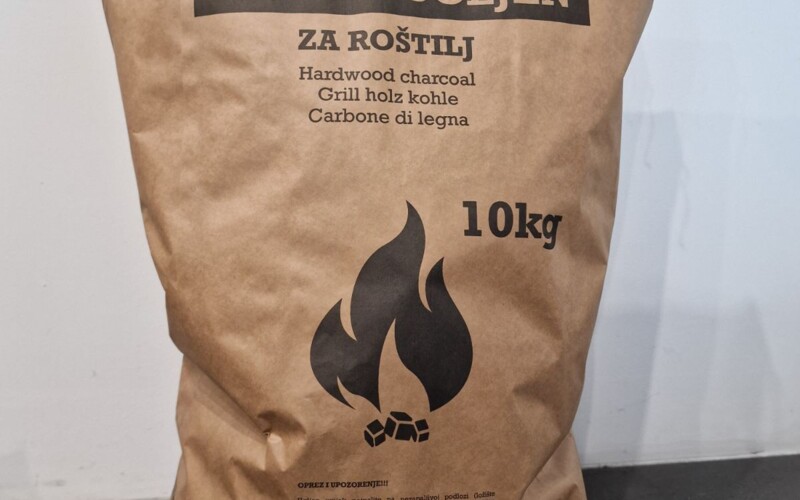 ZA ROŠTILJ
Hardwood charcoal
Grill holz kohle
Carbone di legna
10kg
OPREZ I UPOZORENJE!!!